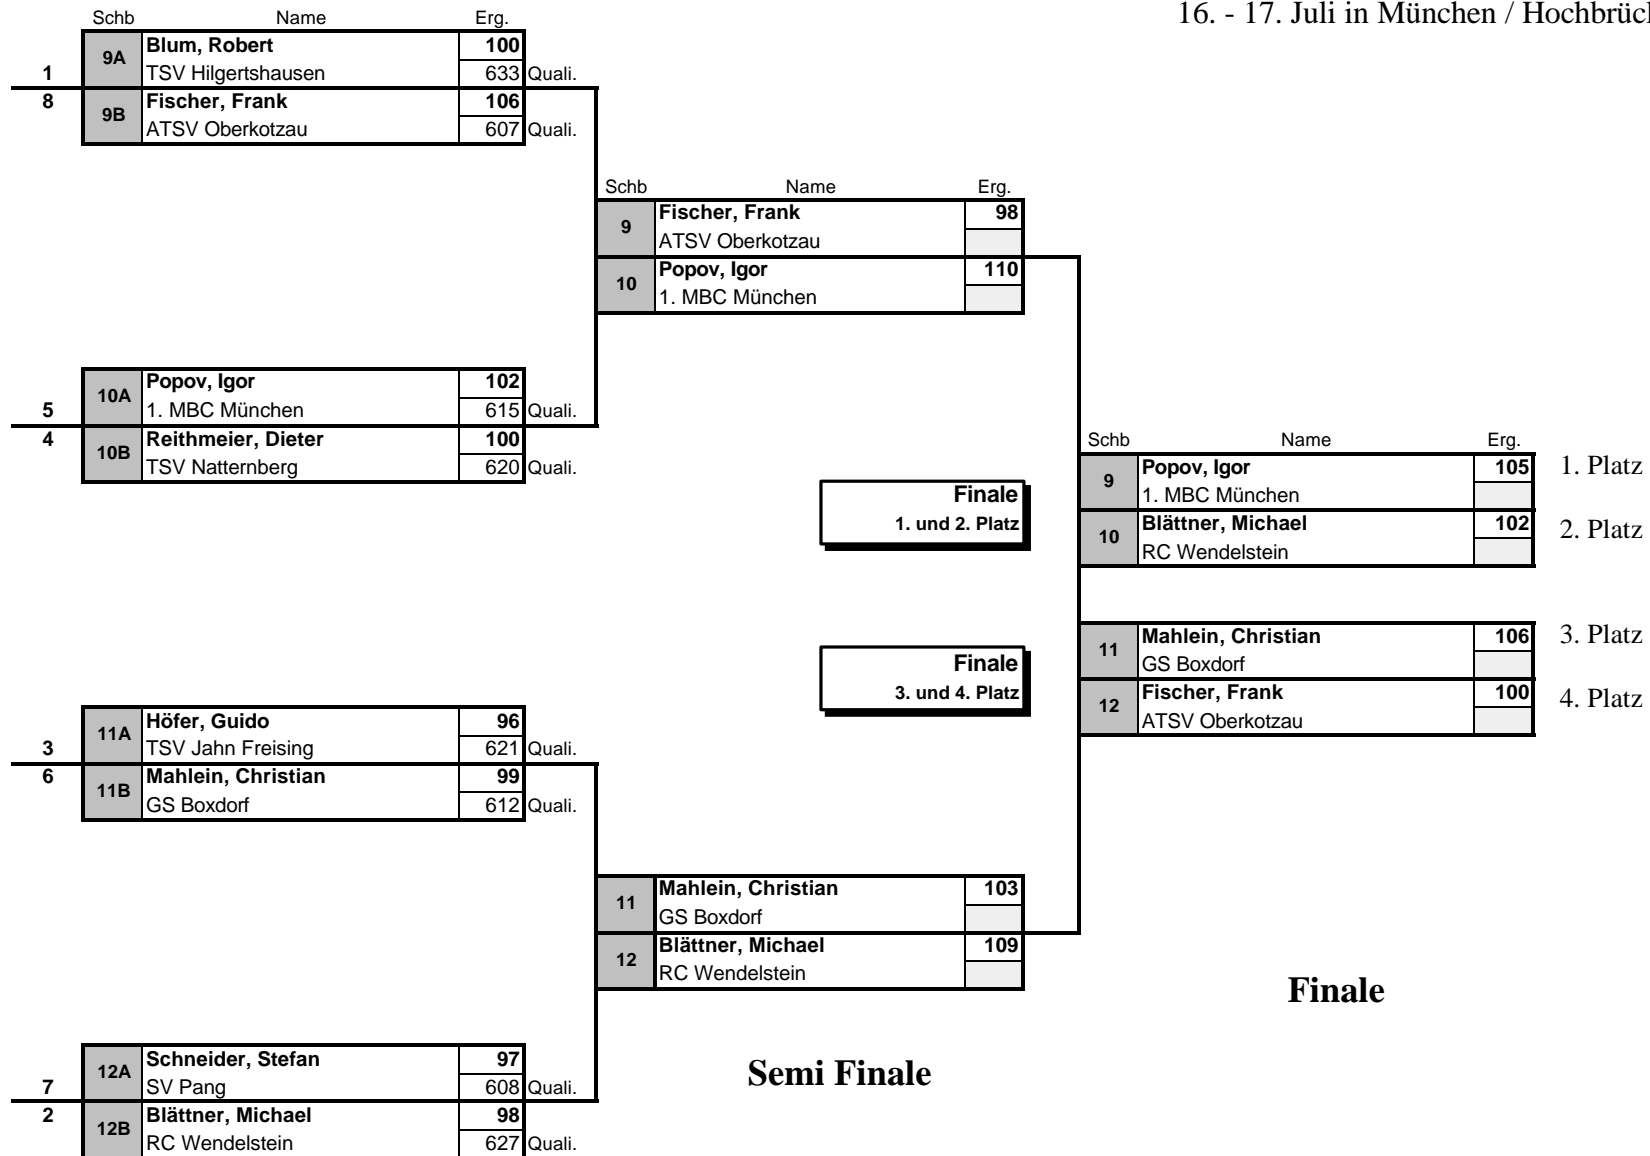 16. - 17. Juli in München / Hochbrück
Schb Name Erg.
9A Blum, Robert 100
1 TSV Hilgertshausen 633 Quali.
8 9B Fischer, Frank 106
ATSV Oberkotzau 607 Quali.
Schb Name Erg.
9 Fischer, Frank 98
ATSV Oberkotzau
10 Popov, Igor 110
1. MBC München
10A Popov, Igor 102
5 1. MBC München 615 Quali.
4 10B Reithmeier, Dieter 100
TSV Natternberg 620 Quali.
Schb Name Erg.
9 Popov, Igor 105 1. Platz
1. MBC München
10 Blättner, Michael 102 2. Platz
RC Wendelstein
Finale
1. und 2. Platz
11 Mahlein, Christian 106 3. Platz
GS Boxdorf
12 Fischer, Frank 100 4. Platz
ATSV Oberkotzau
Finale
3. und 4. Platz
11A Höfer, Guido 96
3 TSV Jahn Freising 621 Quali.
6 11B Mahlein, Christian 99
GS Boxdorf 612 Quali.
11 Mahlein, Christian 103
GS Boxdorf
12 Blättner, Michael 109
RC Wendelstein
Finale
Semi Finale
12A Schneider, Stefan 97
7 SV Pang 608 Quali.
2 12B Blättner, Michael 98
RC Wendelstein 627 Quali.